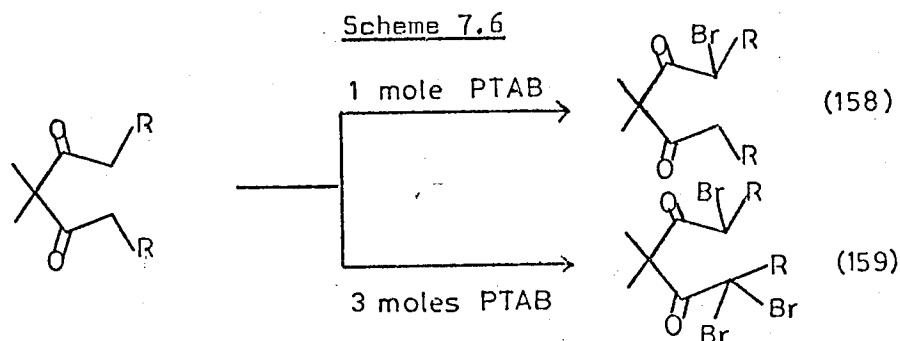 Scheme 7.6
1 mole PTAB
3 moles PTAB
O
R
O
R
Br
R
O
O
R
(158)
Br
R
O
R
O
Br
Br
(159)